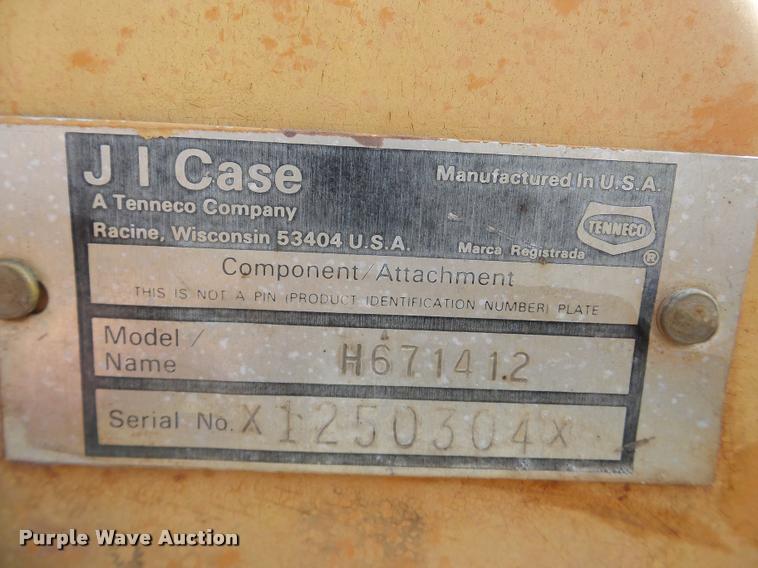 J I Case
Manufactured In U.S.A.
A Tenneco Company
Racine, Wisconsin 53404 U.S.A.
Marca Registrada
TENNECO
®
Component/Attachment
THIS IS NOT A PIN (PRODUCT IDENTIFICATION NUMBER) PLATE
Model/
Name H671412
Serial No. X1250304X
Purple Wave Auction